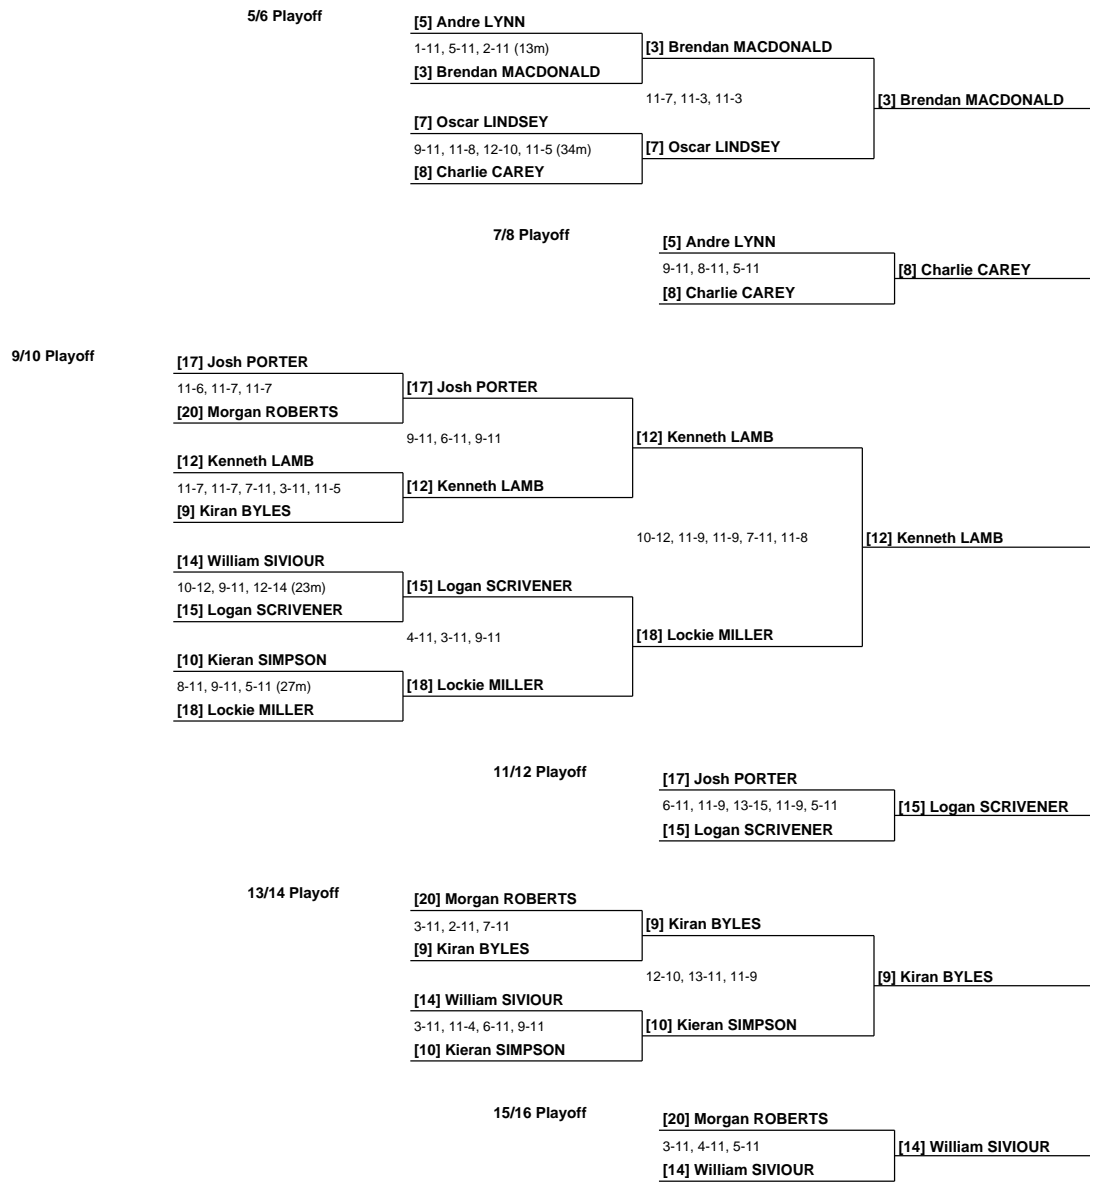 5/6 Playoff
[5] Andre LYNN
1-11, 5-11, 2-11 (13m)
[3] Brendan MACDONALD
[3] Brendan MACDONALD
11-7, 11-3, 11-3
[3] Brendan MACDONALD
[7] Oscar LINDSEY
9-11, 11-8, 12-10, 11-5 (34m)
[7] Oscar LINDSEY
[8] Charlie CAREY
7/8 Playoff
[5] Andre LYNN
9-11, 8-11, 5-11
[8] Charlie CAREY
[8] Charlie CAREY
9/10 Playoff
[17] Josh PORTER
11-6, 11-7, 11-7
[17] Josh PORTER
[20] Morgan ROBERTS
9-11, 6-11, 9-11
[12] Kenneth LAMB
[12] Kenneth LAMB
11-7, 11-7, 7-11, 3-11, 11-5
[12] Kenneth LAMB
[9] Kiran BYLES
10-12, 11-9, 11-9, 7-11, 11-8
[12] Kenneth LAMB
[14] William SIVIOUR
10-12, 9-11, 12-14 (23m)
[15] Logan SCRIVENER
[15] Logan SCRIVENER
4-11, 3-11, 9-11
[18] Lockie MILLER
[10] Kieran SIMPSON
8-11, 9-11, 5-11 (27m)
[18] Lockie MILLER
[18] Lockie MILLER
11/12 Playoff
[17] Josh PORTER
6-11, 11-9, 13-15, 11-9, 5-11
[15] Logan SCRIVENER
[15] Logan SCRIVENER
13/14 Playoff
[20] Morgan ROBERTS
3-11, 2-11, 7-11
[9] Kiran BYLES
[9] Kiran BYLES
12-10, 13-11, 11-9
[9] Kiran BYLES
[14] William SIVIOUR
3-11, 11-4, 6-11, 9-11
[10] Kieran SIMPSON
[10] Kieran SIMPSON
15/16 Playoff
[20] Morgan ROBERTS
3-11, 4-11, 5-11
[14] William SIVIOUR
[14] William SIVIOUR